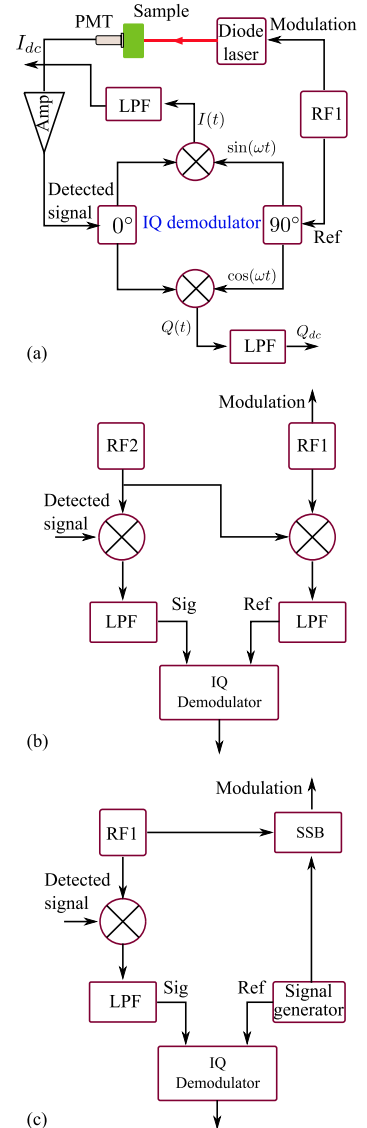 Sample
Modulation
PMT
I_dc
Diode
laser
Amp
LPF
I(t)
RF1
sin(ωt)
Detected
signal
0°
IQ demodulator
90°
Ref
cos(ωt)
Q(t)
LPF
Q_dc
(a)
Modulation
RF2
RF1
Detected
signal
LPF
Sig
Ref
LPF
IQ
Demodulator
(b)
Modulation
RF1
SSB
Detected
signal
LPF
Sig
Ref
Signal
generator
IQ
Demodulator
(c)